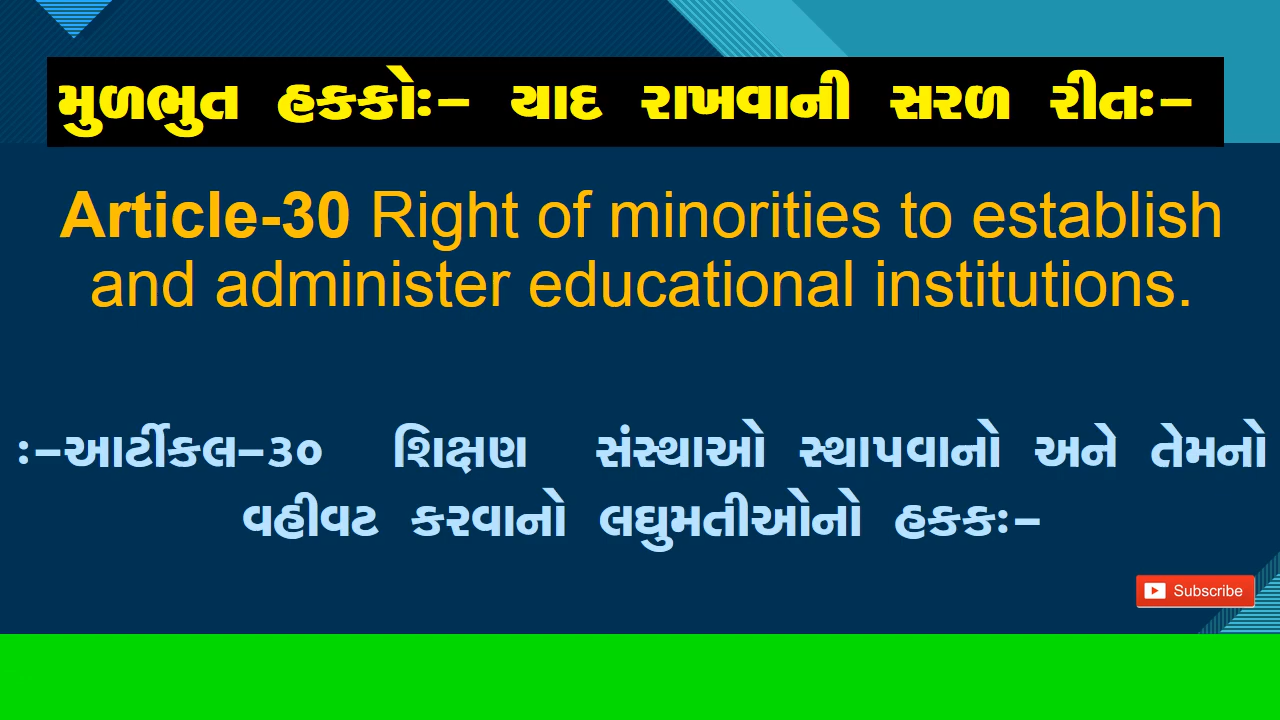 મુળભુત હકકોઃ– યાદ રાખવાની સરળ રીતઃ–
Article-30 Right of minorities to establish
and administer educational institutions.
ઃ–આર્ટીકલ–૩૦ શિક્ષણ સંસ્થાઓ સ્થાપવાનો અને તેમનો
વહીવટ કરવાનો લઘુમતીઓનો હકકઃ–
Subscribe